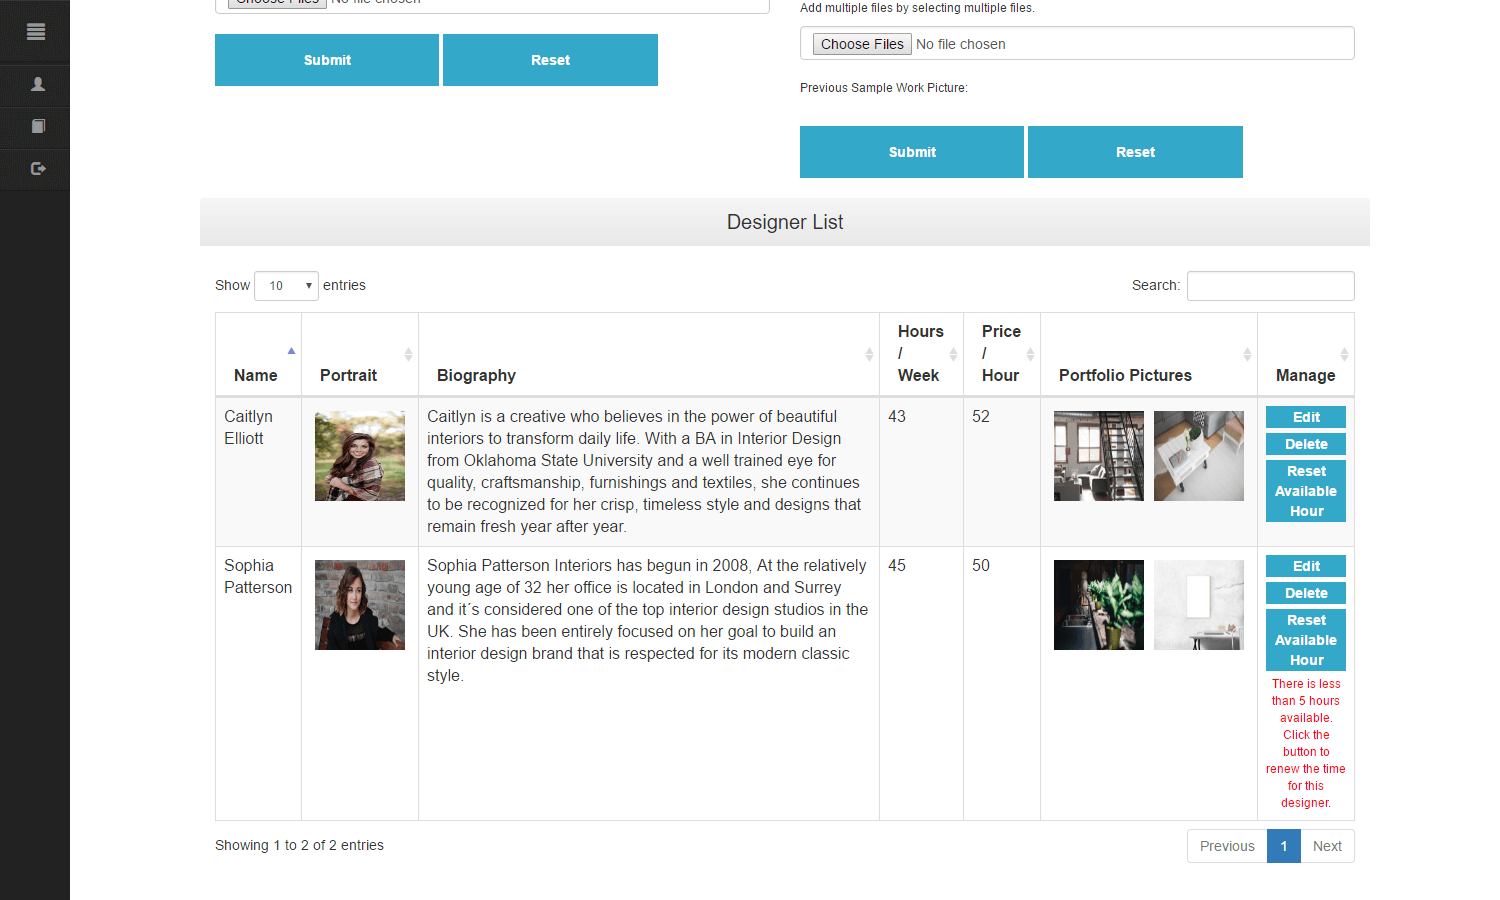 Choose Files No file chosen
Add multiple files by selecting multiple files.
Choose Files No file chosen
Submit Reset
Previous Sample Work Picture:
Submit Reset
Designer List
Show 10 entries
Search:
Name
Portrait
Biography
Hours
/
Week
Price
/
Hour
Portfolio Pictures
Manage
Caitlyn
Elliott
Caitlyn is a creative who believes in the power of beautiful
interiors to transform daily life. With a BA in Interior Design
from Oklahoma State University and a well trained eye for
quality, craftsmanship, furnishings and textiles, she continues
to be recognized for her crisp, timeless style and designs that
remain fresh year after year.
43
52
Edit
Delete
Reset
Available
Hour
Sophia
Patterson
Sophia Patterson Interiors has begun in 2008, At the relatively
young age of 32 her office is located in London and Surrey
and it´s considered one of the top interior design studios in the
UK. She has been entirely focused on her goal to build an
interior design brand that is respected for its modern classic
style.
45
50
Edit
Delete
Reset
Available
Hour
There is less
than 5 hours
available.
Click the
button to
renew the time
for this
designer.
Showing 1 to 2 of 2 entries
Previous 1 Next